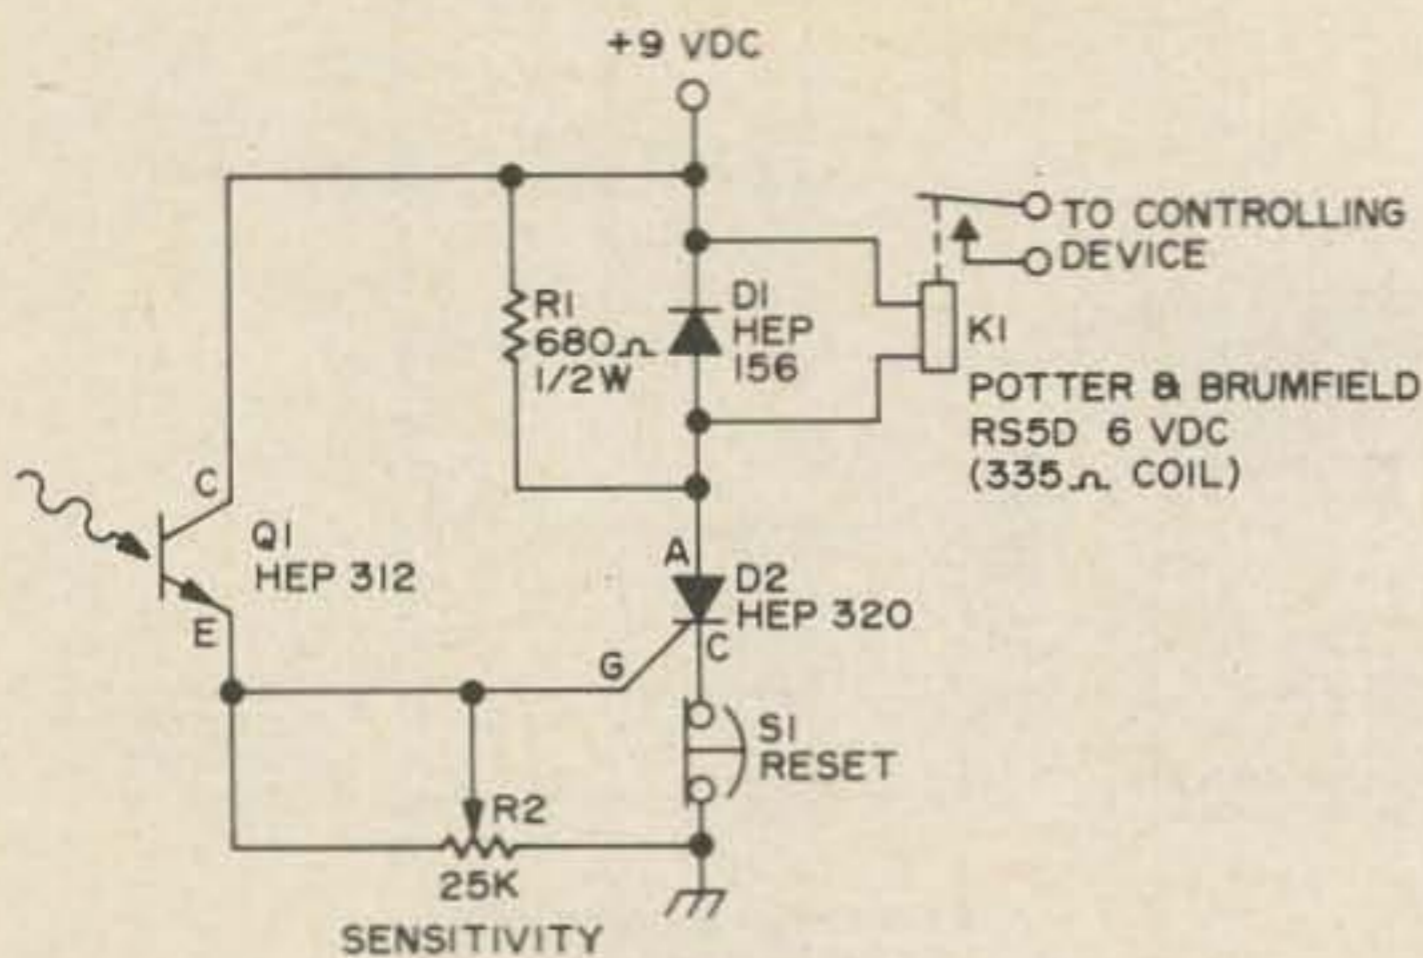 +9 VDC
TO CONTROLLING
DEVICE
R1
680Ω
1/2W
D1
HEP
156
K1
POTTER & BRUMFIELD
RS5D 6 VDC
(335Ω COIL)
C
Q1
HEP 312
E
A
D2
HEP 320
C
G
S1
RESET
R2
25K
SENSITIVITY